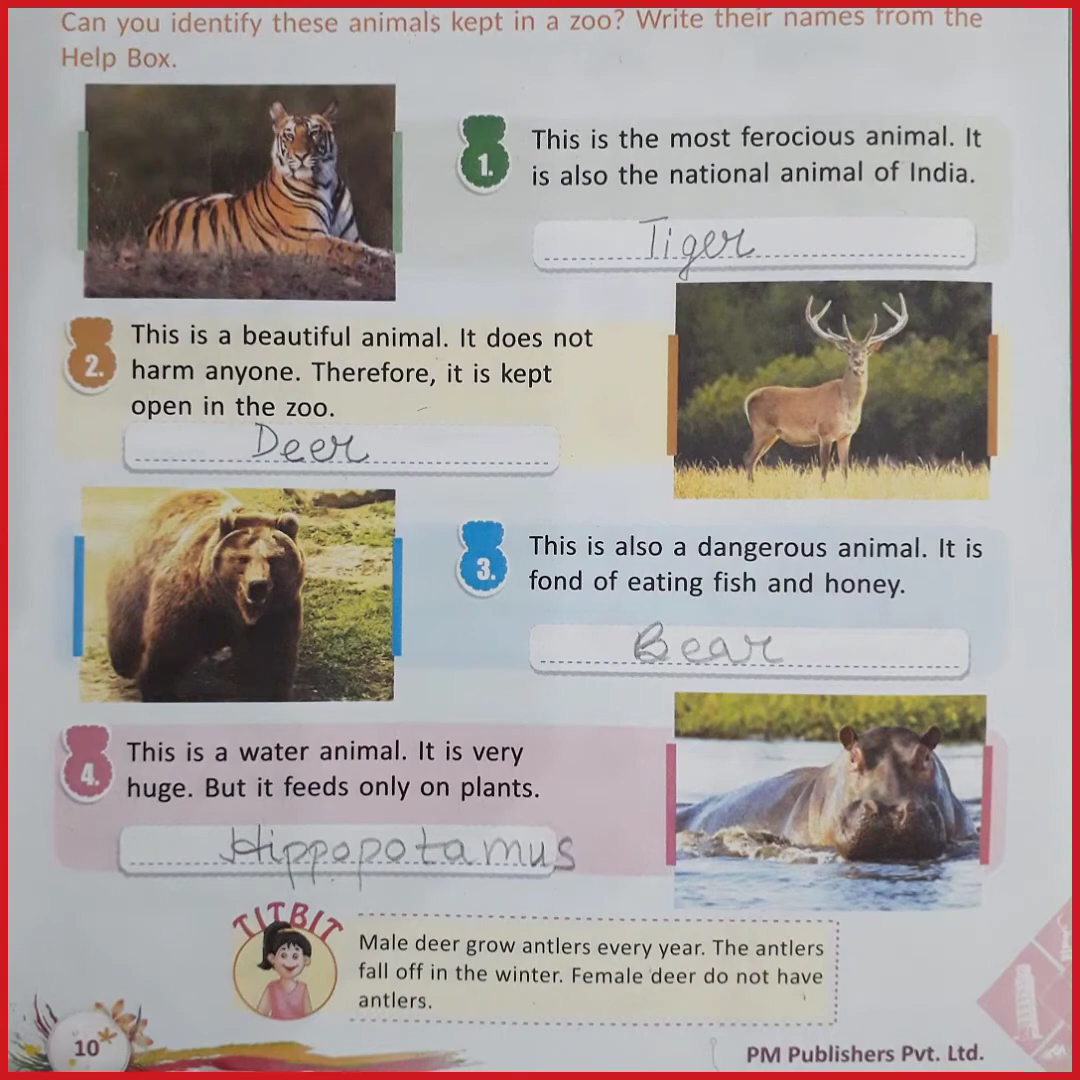 Can you identify these animals kept in a zoo? Write their names from the
Help Box.
1.
This is the most ferocious animal. It
is also the national animal of India.
Tiger
2.
This is a beautiful animal. It does not
harm anyone. Therefore, it is kept
open in the zoo.
Deer
3.
This is also a dangerous animal. It is
fond of eating fish and honey.
Bear
4.
This is a water animal. It is very
huge. But it feeds only on plants.
Hippopotamus
TITBIT
Male deer grow antlers every year. The antlers
fall off in the winter. Female deer do not have
antlers.
10
PM Publishers Pvt. Ltd.